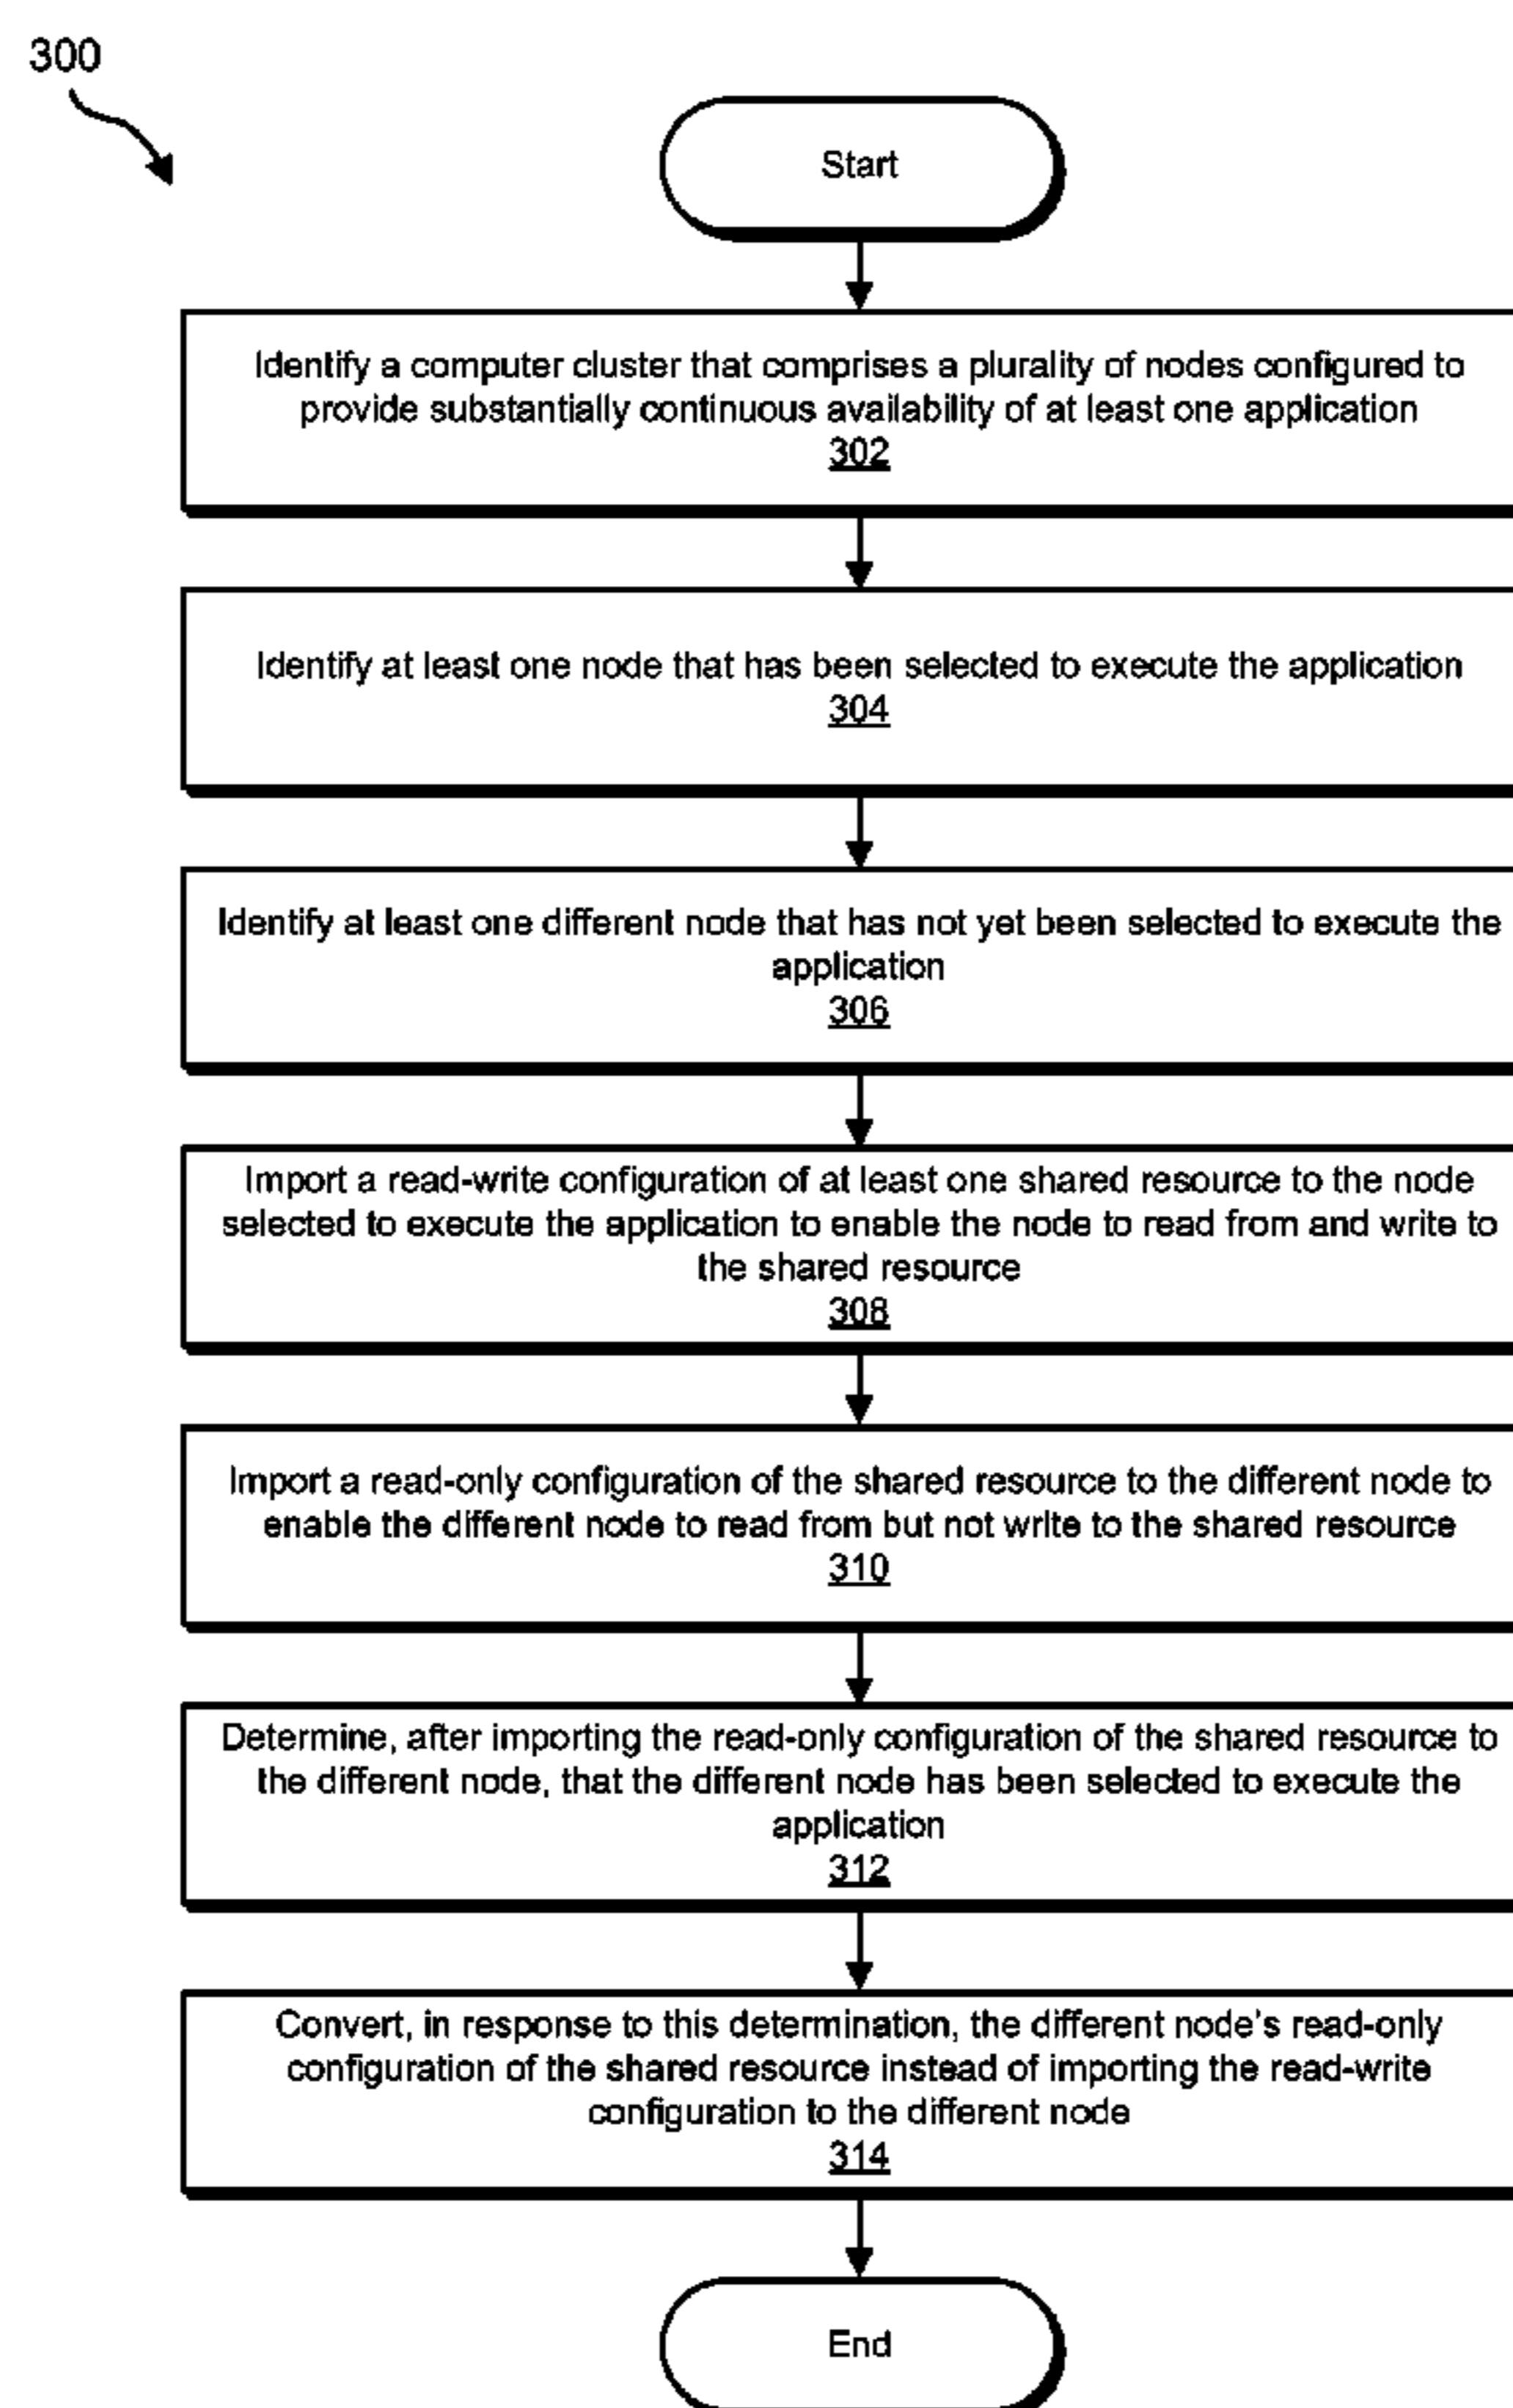 300
Start
Identify a computer cluster that comprises a plurality of nodes configured to
provide substantially continuous availability of at least one application
302
Identify at least one node that has been selected to execute the application
304
Identify at least one different node that has not yet been selected to execute the
application
306
Import a read-write configuration of at least one shared resource to the node
selected to execute the application to enable the node to read from and write to
the shared resource
308
Import a read-only configuration of the shared resource to the different node to
enable the different node to read from but not write to the shared resource
310
Determine, after importing the read-only configuration of the shared resource to
the different node, that the different node has been selected to execute the
application
312
Convert, in response to this determination, the different node's read-only
configuration of the shared resource instead of importing the read-write
configuration to the different node
314
End